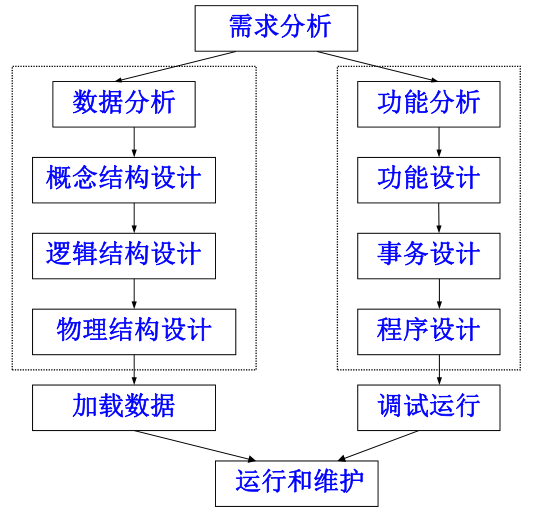 需求分析
数据分析
功能分析
概念结构设计
功能设计
逻辑结构设计
事务设计
物理结构设计
程序设计
加载数据
调试运行
运行和维护